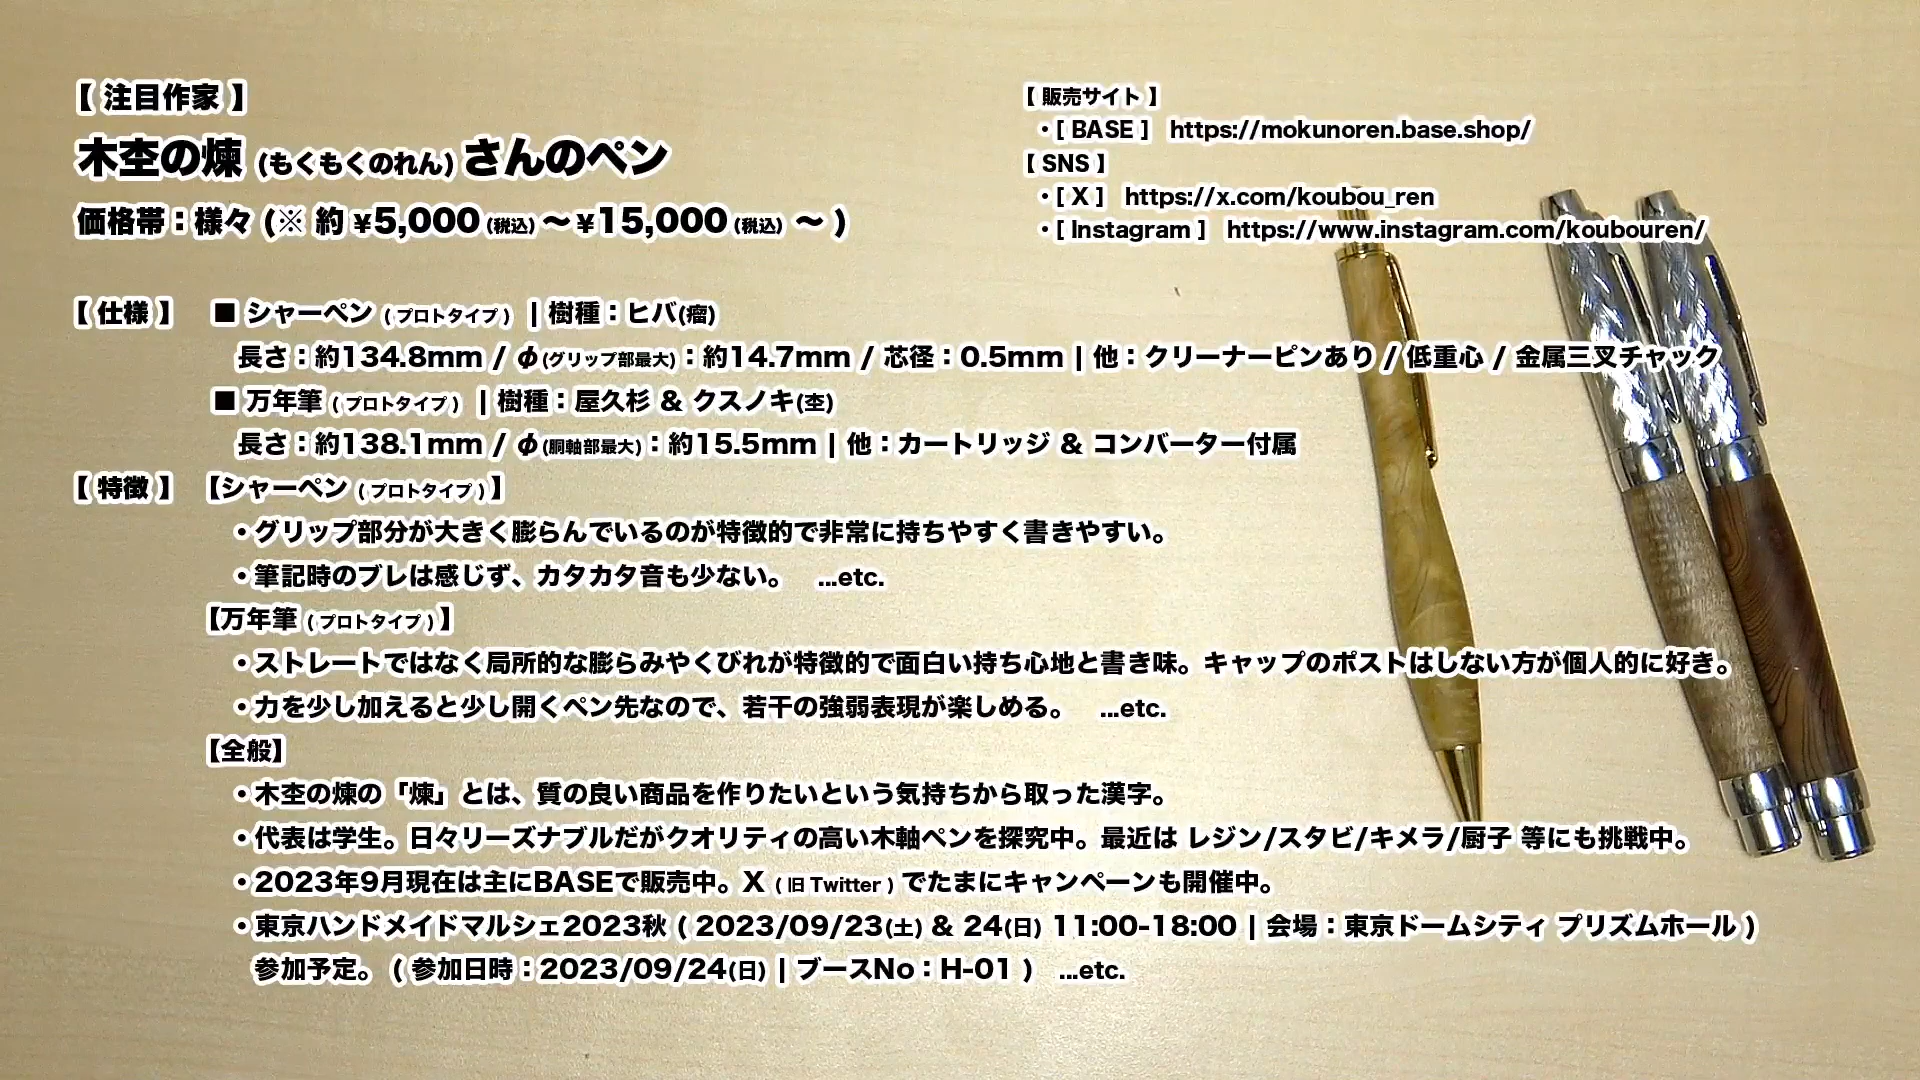 【 注目作家 】
木杢の煉 (もくもくのれん) さんのペン
価格帯：様々 (※ 約 ¥5,000 (税込) 〜 ¥15,000 (税込) 〜 )
【 販売サイト 】
・[ BASE ] https://mokunoren.base.shop/
【 SNS 】
・[ X ] https://x.com/koubou_ren
・[ Instagram ] https://www.instagram.com/koubouren/
【 仕様 】 ■ シャーペン ( プロトタイプ ) | 樹種：ヒバ(瘤)
長さ：約134.8mm / φ(グリップ部最大)：約14.7mm / 芯径：0.5mm | 他：クリーナーピンあり / 低重心 / 金属三叉チャック
■ 万年筆 ( プロトタイプ ) | 樹種：屋久杉 & クスノキ(杢)
長さ：約138.1mm / φ(胴軸部最大)：約15.5mm | 他：カートリッジ & コンバーター付属
【 特徴 】 【シャーペン ( プロトタイプ )】
・グリップ部分が大きく膨らんでいるのが特徴的で非常に持ちやすく書きやすい。
・筆記時のブレは感じず、カタカタ音も少ない。 ...etc.
【万年筆 ( プロトタイプ )】
・ストレートではなく局所的な膨らみやくびれが特徴的で面白い持ち心地と書き味。キャップのポストはしない方が個人的に好き。
・力を少し加えると少し開くペン先なので、若干の強弱表現が楽しめる。 ...etc.
【全般】
・木杢の煉の「煉」とは、質の良い商品を作りたいという気持ちから取った漢字。
・代表は学生。日々リーズナブルだがクオリティの高い木軸ペンを探究中。最近は レジン/スタビ/キメラ/厨子 等にも挑戦中。
・2023年9月現在は主にBASEで販売中。X ( 旧 Twitter ) でたまにキャンペーンも開催中。
・東京ハンドメイドマルシェ2023秋 ( 2023/09/23(土) & 24(日) 11:00-18:00 | 会場：東京ドームシティ プリズムホール )
参加予定。 ( 参加日時：2023/09/24(日) | ブースNo：H-01 ) ...etc.